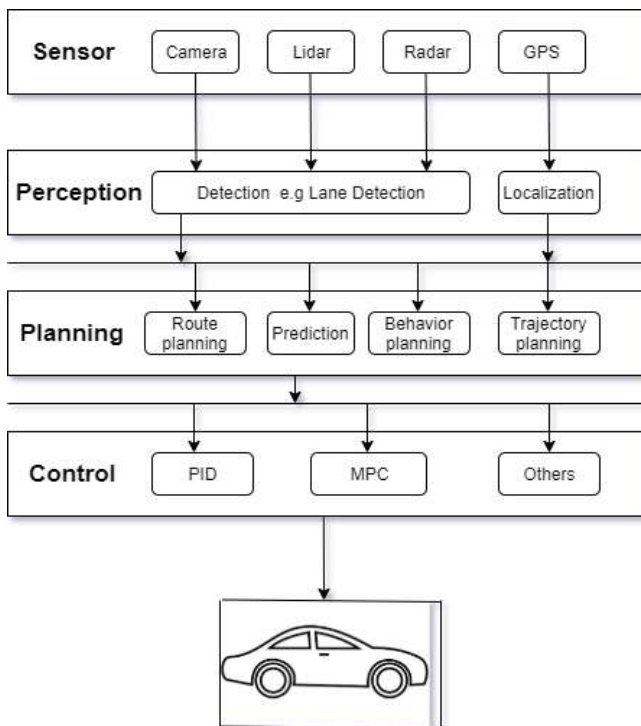 Sensor
Camera
Lidar
Radar
GPS
Perception
Detection e.g Lane Detection
Localization
Planning
Route
planning
Prediction
Behavior
planning
Trajectory
planning
Control
PID
MPC
Others